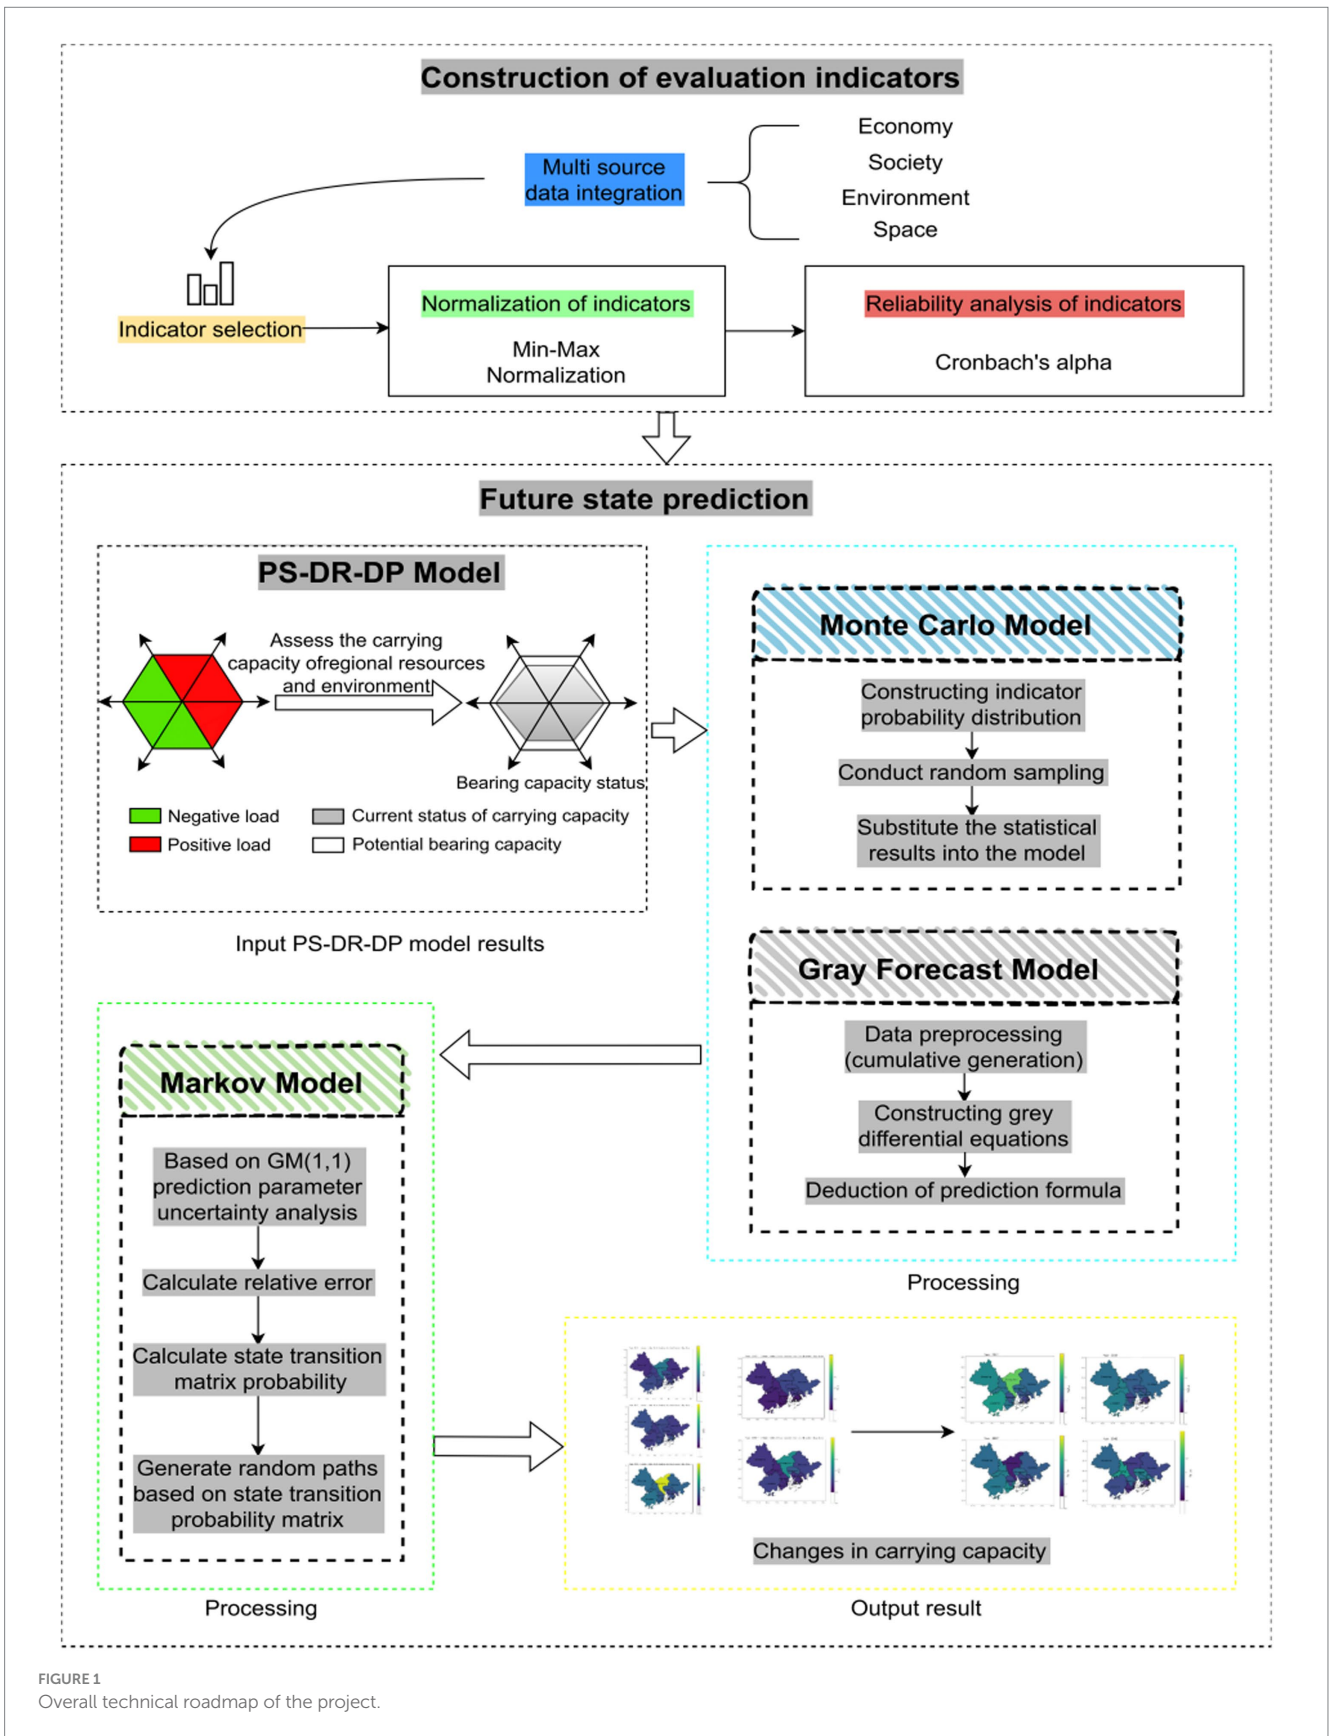 Construction of evaluation indicators
Economy
Society
Environment
Space
Multi source
data integration
Indicator selection
Normalization of indicators
Min-Max
Normalization
Reliability analysis of indicators
Cronbach's alpha
Future state prediction
PS-DR-DP Model
Assess the carrying
capacity ofregional resources
and environment
Bearing capacity status
Negative load
Current status of carrying capacity
Positive load
Potential bearing capacity
Input PS-DR-DP model results
Monte Carlo Model
Constructing indicator
probability distribution
Conduct random sampling
Substitute the statistical
results into the model
Gray Forecast Model
Data preprocessing
(cumulative generation)
Constructing grey
differential equations
Deduction of prediction formula
Processing
Markov Model
Based on GM(1,1)
prediction parameter
uncertainty analysis
Calculate relative error
Calculate state transition
matrix probability
Generate random paths
based on state transition
probability matrix
Processing
Changes in carrying capacity
Output result
FIGURE 1
Overall technical roadmap of the project.